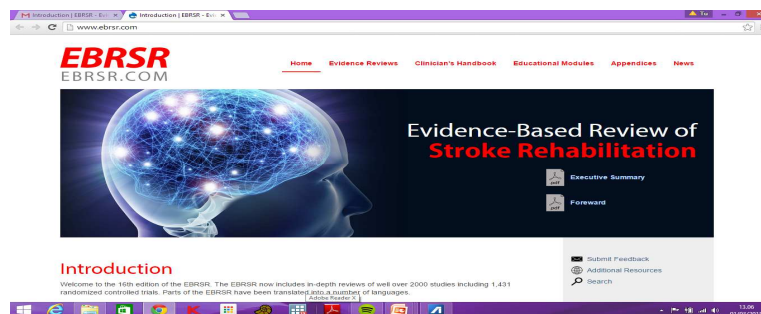 Introduction | EBRSR - Evi
Introduction | EBRSR - Evi
www.ebrsr.com
EBRSR
EBRSR.COM
Home Evidence Reviews Clinician's Handbook Educational Modules Appendices News
Evidence-Based Review of
Stroke Rehabilitation
pdf Executive Summary
pdf Foreward
Submit Feedback
Additional Resources
Search
Introduction
Welcome to the 16th edition of the EBRSR. The EBRSR now includes in-depth reviews of well over 2000 studies including 1,431
randomized controlled trials. Parts of the EBRSR have been translated into a number of languages.
Adobe Reader X
13.06